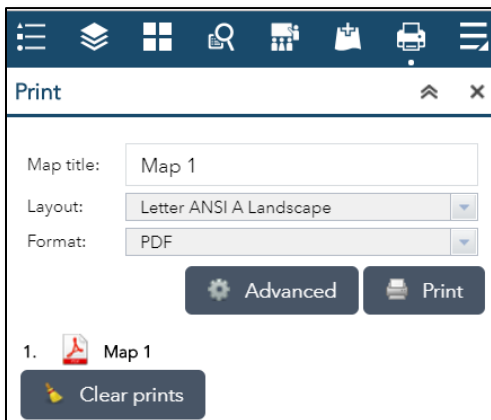 Print
Map title: Map 1
Layout: Letter ANSI A Landscape
Format: PDF
Advanced Print
1. Map 1
Clear prints